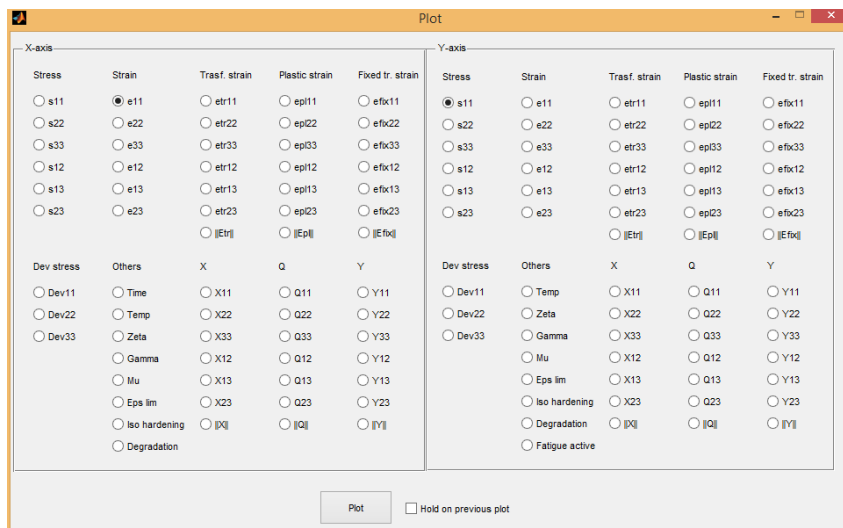 Plot
X-axis
Stress Strain Trasf. strain Plastic strain Fixed tr. strain
s11 e11 etr11 epl11 efix11
s22 e22 etr22 epl22 efix22
s33 e33 etr33 epl33 efix33
s12 e12 etr12 epl12 efix12
s13 e13 etr13 epl13 efix13
s23 e23 etr23 epl23 efix23
||Etr|| ||Epl|| ||Efix||
Dev stress Others X Q Y
Dev11 Time X11 Q11 Y11
Dev22 Temp X22 Q22 Y22
Dev33 Zeta X33 Q33 Y33
Gamma X12 Q12 Y12
Mu X13 Q13 Y13
Eps lim X23 Q23 Y23
Iso hardening ||X|| ||Q|| ||Y||
Degradation
Y-axis
Stress Strain Trasf. strain Plastic strain Fixed tr. strain
s11 e11 etr11 epl11 efix11
s22 e22 etr22 epl22 efix22
s33 e33 etr33 epl33 efix33
s12 e12 etr12 epl12 efix12
s13 e13 etr13 epl13 efix13
s23 e23 etr23 epl23 efix23
||Etr|| ||Epl|| ||Efix||
Dev stress Others X Q Y
Dev11 Temp X11 Q11 Y11
Dev22 Zeta X22 Q22 Y22
Dev33 Gamma X33 Q33 Y33
Mu X12 Q12 Y12
Eps lim X13 Q13 Y13
Iso hardening X23 Q23 Y23
Degradation ||X|| ||Q|| ||Y||
Fatigue active
Plot Hold on previous plot